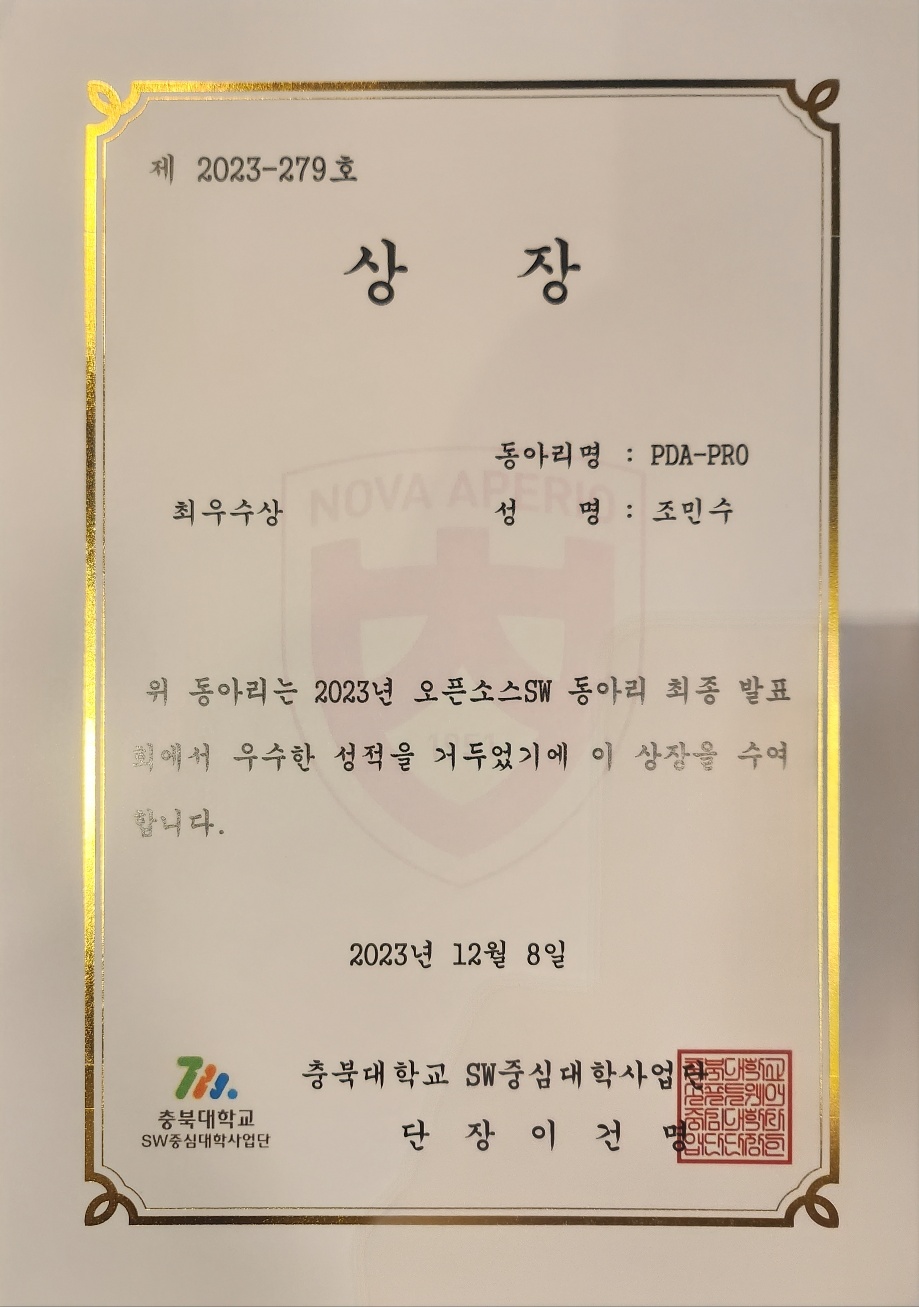 제 2023-279호
상 장
동아리명 : PDA-PRO
최우수상 성 명 : 조민수
위 동아리는 2023년 오픈소스SW 동아리 최종 발표
회에서 우수한 성적을 거두었기에 이 상장을 수여
합니다.
2023년 12월 8일
충북대학교 SW중심대학사업단
단 장 이 건 명
충북대학교
SW중심대학사업단
NOVA APERIO
1951